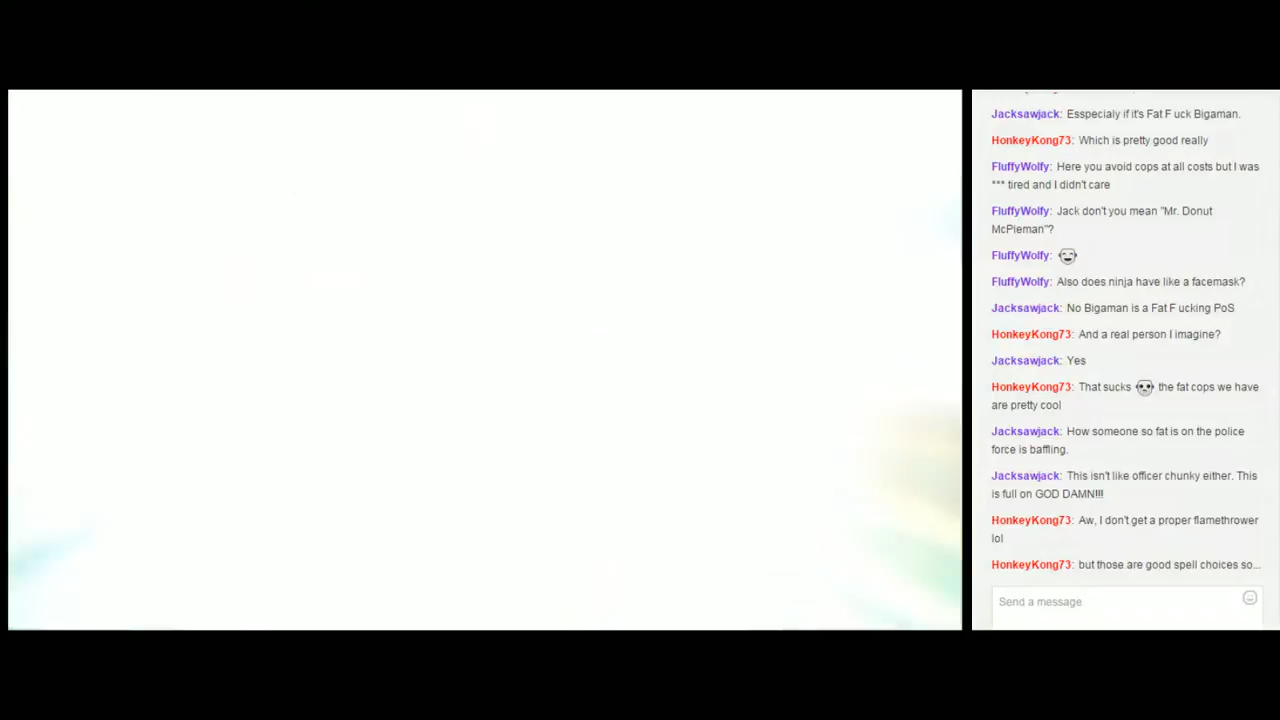 Jacksawjack: Esspecialy if it's Fat F uck Bigaman.
HonkeyKong73: Which is pretty good really
FluffyWolfy: Here you avoid cops at all costs but I was
*** tired and I didn't care
FluffyWolfy: Jack don't you mean "Mr. Donut
McPieman"?
FluffyWolfy:
FluffyWolfy: Also does ninja have like a facemask?
Jacksawjack: No Bigaman is a Fat F ucking PoS
HonkeyKong73: And a real person I imagine?
Jacksawjack: Yes
HonkeyKong73: That sucks the fat cops we have
are pretty cool
Jacksawjack: How someone so fat is on the police
force is baffling.
Jacksawjack: This isn't like officer chunky either. This
is full on GOD DAMN!!!
HonkeyKong73: Aw, I don't get a proper flamethrower
lol
HonkeyKong73: but those are good spell choices so...
Send a message